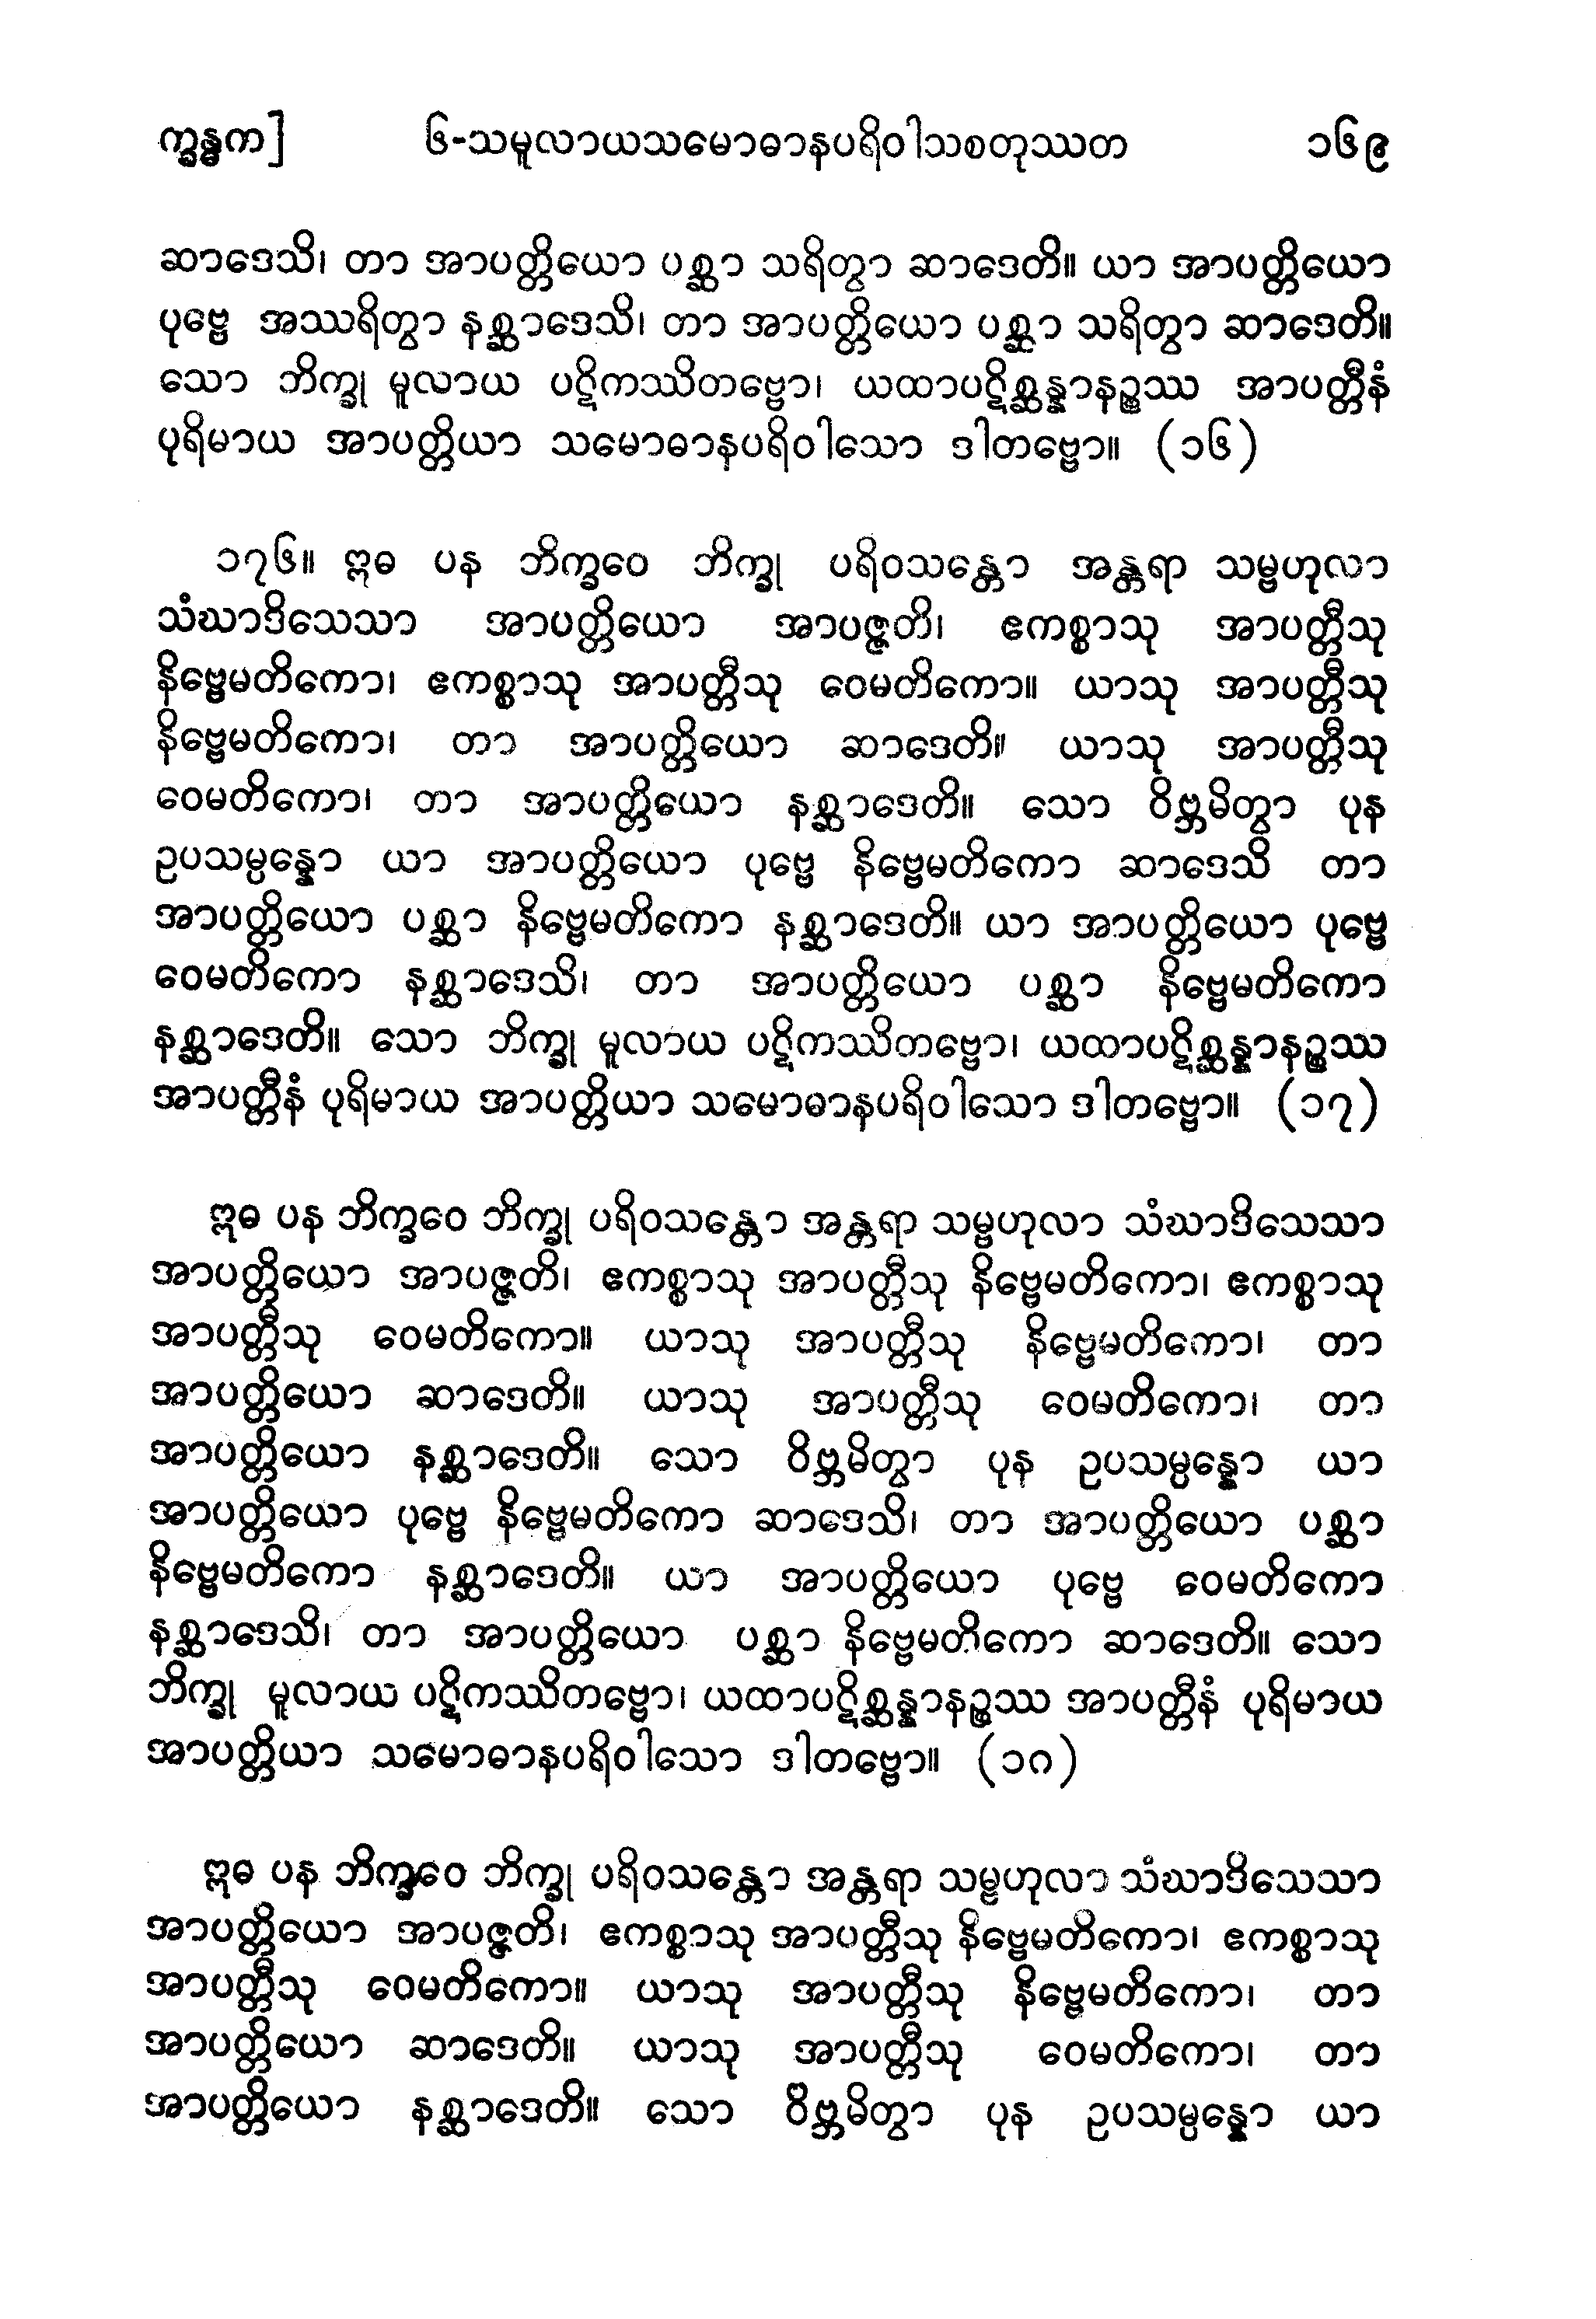 က္ခန္ဓက] ၆-သမူလာယသမောဓာနပရိဝါသစတုဿတ ၁၆၉
ဆာဒေသိ၊ တာ အာပတ္တိယော ပစ္ဆာ သရိတွာ ဆာဒေတိ။ ယာ အာပတ္တိယော
ပုဗ္ဗေ အဿရိတွာ နစ္ဆာဒေသိ၊ တာ အာပတ္တိယော ပစ္ဆာ သရိတွာ ဆာဒေတိ။
သော ဘိက္ခု မူလာယ ပဋိကဿိတဗ္ဗော၊ ယထာပဋိစ္ဆန္နာနဉ္စဿ အာပတ္တီနံ
ပုရိမာယ အာပတ္တိယာ သမောဓာနပရိဝါသော ဒါတဗ္ဗော။ (၁၆)
၁၇၆။ ဣဓ ပန ဘိက္ခဝေ ဘိက္ခု ပရိဝသန္တော အန္တရာ သမ္ဗဟုလာ
သံဃာဒိသေသာ အာပတ္တိယော အာပဇ္ဇတိ၊ ဧကစ္စာသု အာပတ္တီသု
နိဗ္ဗေမတိကော၊ ဧကစ္စာသု အာပတ္တီသု ဝေမတိကော။ ယာသု အာပတ္တီသု
နိဗ္ဗေမတိကော၊ တာ အာပတ္တိယော ဆာဒေတိ။ ယာသု အာပတ္တီသု
ဝေမတိကော၊ တာ အာပတ္တိယော နစ္ဆာဒေတိ။ သော ဝိဗ္ဘမိတွာ ပုန
ဥပသမ္ပန္နော ယာ အာပတ္တိယော ပုဗ္ဗေ နိဗ္ဗေမတိကော ဆာဒေသိ တာ
အာပတ္တိယော ပစ္ဆာ နိဗ္ဗေမတိကော နစ္ဆာဒေတိ။ ယာ အာပတ္တိယော ပုဗ္ဗေ
ဝေမတိကော နစ္ဆာဒေသိ၊ တာ အာပတ္တိယော ပစ္ဆာ နိဗ္ဗေမတိကော
နစ္ဆာဒေတိ။ သော ဘိက္ခု မူလာယ ပဋိကဿိတဗ္ဗော၊ ယထာပဋိစ္ဆန္နာနဉ္စဿ
အာပတ္တီနံ ပုရိမာယ အာပတ္တိယာ သမောဓာနပရိဝါသော ဒါတဗ္ဗော။ (၁၇)
ဣဓ ပန ဘိက္ခဝေ ဘိက္ခု ပရိဝသန္တော အန္တရာ သမ္ဗဟုလာ သံဃာဒိသေသာ
အာပတ္တိယော အာပဇ္ဇတိ၊ ဧကစ္စာသု အာပတ္တီသု နိဗ္ဗေမတိကော၊ ဧကစ္စာသု
အာပတ္တီသု ဝေမတိကော။ ယာသု အာပတ္တီသု နိဗ္ဗေမတိကော၊ တာ
အာပတ္တိယော ဆာဒေတိ။ ယာသု အာပတ္တီသု ဝေမတိကော၊ တာ
အာပတ္တိယော နစ္ဆာဒေတိ။ သော ဝိဗ္ဘမိတွာ ပုန ဥပသမ္ပန္နော ယာ
အာပတ္တိယော ပုဗ္ဗေ နိဗ္ဗေမတိကော ဆာဒေသိ၊ တာ အာပတ္တိယော ပစ္ဆာ
နိဗ္ဗေမတိကော နစ္ဆာဒေတိ။ ယာ အာပတ္တိယော ပုဗ္ဗေ ဝေမတိကော
နစ္ဆာဒေသိ၊ တာ အာပတ္တိယော ပစ္ဆာ နိဗ္ဗေမတိကော ဆာဒေတိ။ သော
ဘိက္ခု မူလာယ ပဋိကဿိတဗ္ဗော၊ ယထာပဋိစ္ဆန္နာနဉ္စဿ အာပတ္တီနံ ပုရိမာယ
အာပတ္တိယာ သမောဓာနပရိဝါသော ဒါတဗ္ဗော။ (၁၈)
ဣဓ ပန ဘိက္ခဝေ ဘိက္ခု ပရိဝသန္တော အန္တရာ သမ္ဗဟုလာ သံဃာဒိသေသာ
အာပတ္တိယော အာပဇ္ဇတိ၊ ဧကစ္စာသု အာပတ္တီသု နိဗ္ဗေမတိကော၊ ဧကစ္စာသု
အာပတ္တီသု ဝေမတိကော။ ယာသု အာပတ္တီသု နိဗ္ဗေမတိကော၊ တာ
အာပတ္တိယော ဆာဒေတိ။ ယာသု အာပတ္တီသု ဝေမတိကော၊ တာ
အာပတ္တိယော နစ္ဆာဒေတိ။ သော ဝိဗ္ဘမိတွာ ပုန ဥပသမ္ပန္နော ယာ